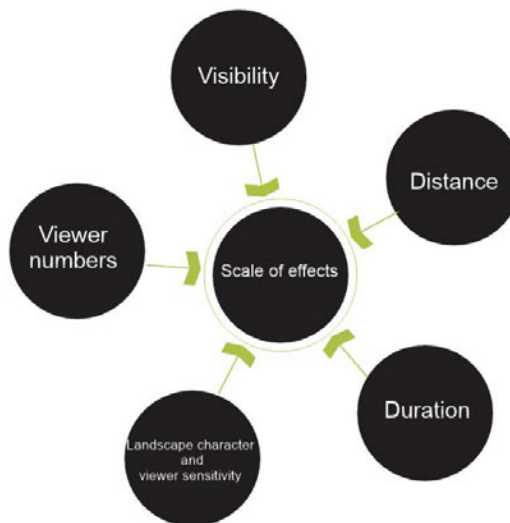 Visibility
Distance
Viewer
numbers
Scale of effects
Duration
Landscape character
and
viewer sensitivity